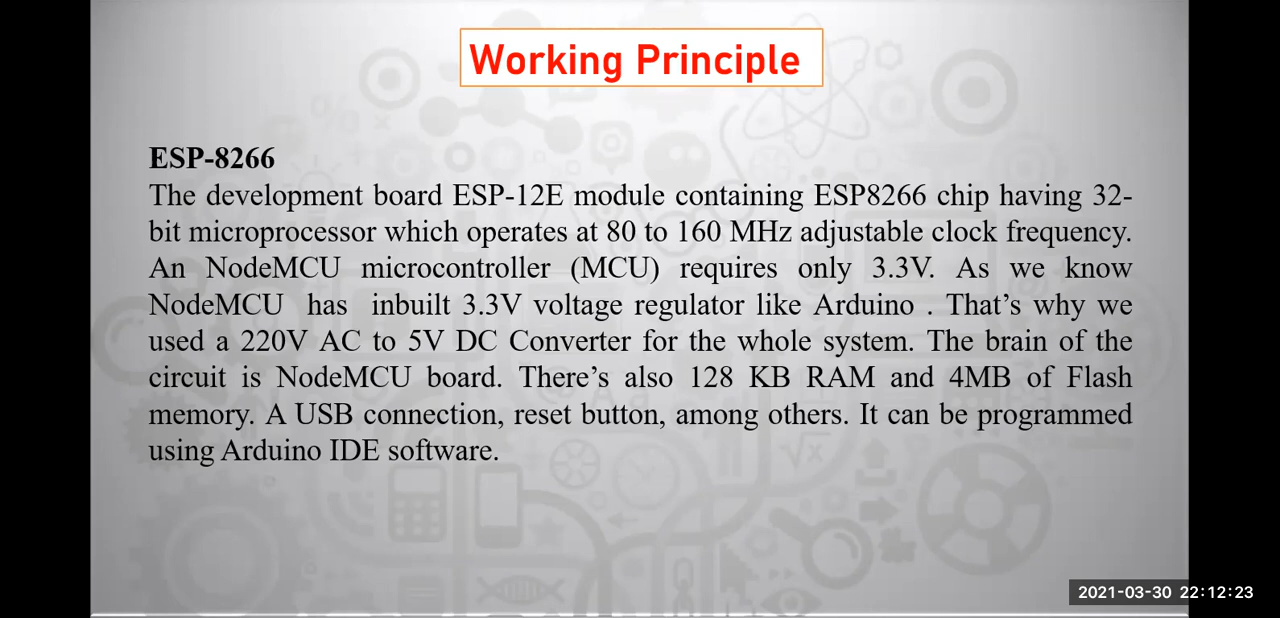 Working Principle
ESP-8266
The development board ESP-12E module containing ESP8266 chip having 32-
bit microprocessor which operates at 80 to 160 MHz adjustable clock frequency.
An NodeMCU microcontroller (MCU) requires only 3.3V. As we know
NodeMCU has inbuilt 3.3V voltage regulator like Arduino . That's why we
used a 220V AC to 5V DC Converter for the whole system. The brain of the
circuit is NodeMCU board. There's also 128 KB RAM and 4MB of Flash
memory. A USB connection, reset button, among others. It can be programmed
using Arduino IDE software.
2021-03-30 22:12:23